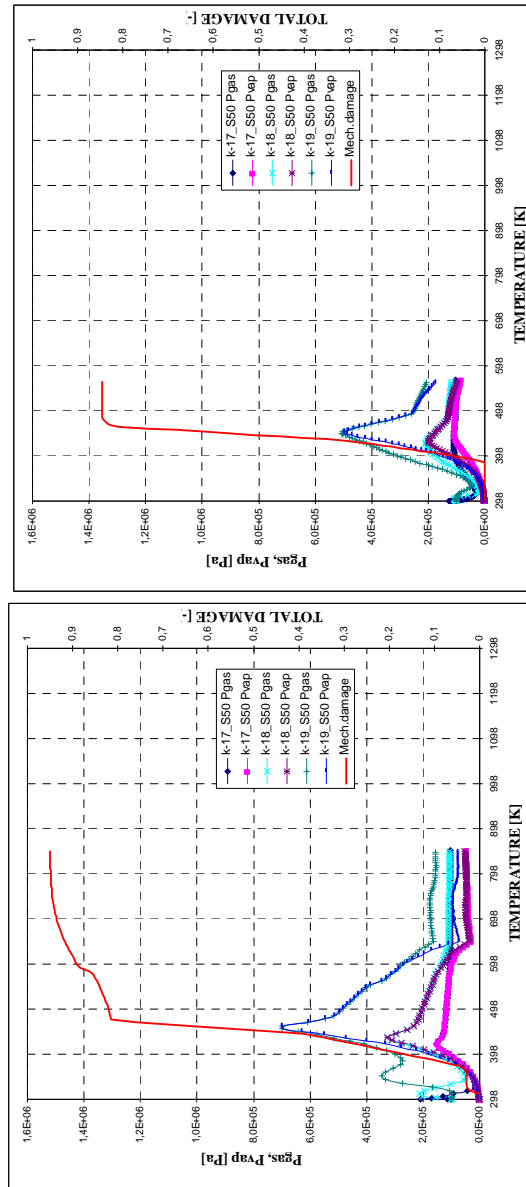 TOTAL DAMAGE [-]
0
0.1
0.2
0.3
0.4
0.5
0.6
0.7
0.8
0.9
1
k-17_S50 Pgas
k-17_S50 Pvap
k-18_S50 Pgas
k-18_S50 Pvap
k-19_S50 Pgas
k-19_S50 Pvap
Mech.damage
1,6E+06
1,4E+06
1,2E+06
1,0E+06
8,0E+05
6,0E+05
4,0E+05
2,0E+05
0,0E+00
Pgas, Pvap [Pa]
298
398
498
598
698
798
898
998
1098
1198
1298
TEMPERATURE [K]
TOTAL DAMAGE [-]
0
0.1
0.2
0.3
0.4
0.5
0.6
0.7
0.8
0.9
1
k-17_S50 Pgas
k-17_S50 Pvap
k-18_S50 Pgas
k-18_S50 Pvap
k-19_S50 Pgas
k-19_S50 Pvap
Mech.damage
1,6E+06
1,4E+06
1,2E+06
1,0E+06
8,0E+05
6,0E+05
4,0E+05
2,0E+05
0,0E+00
Pgas, Pvap [Pa]
298
398
498
598
698
798
898
998
1098
1198
1298
TEMPERATURE [K]